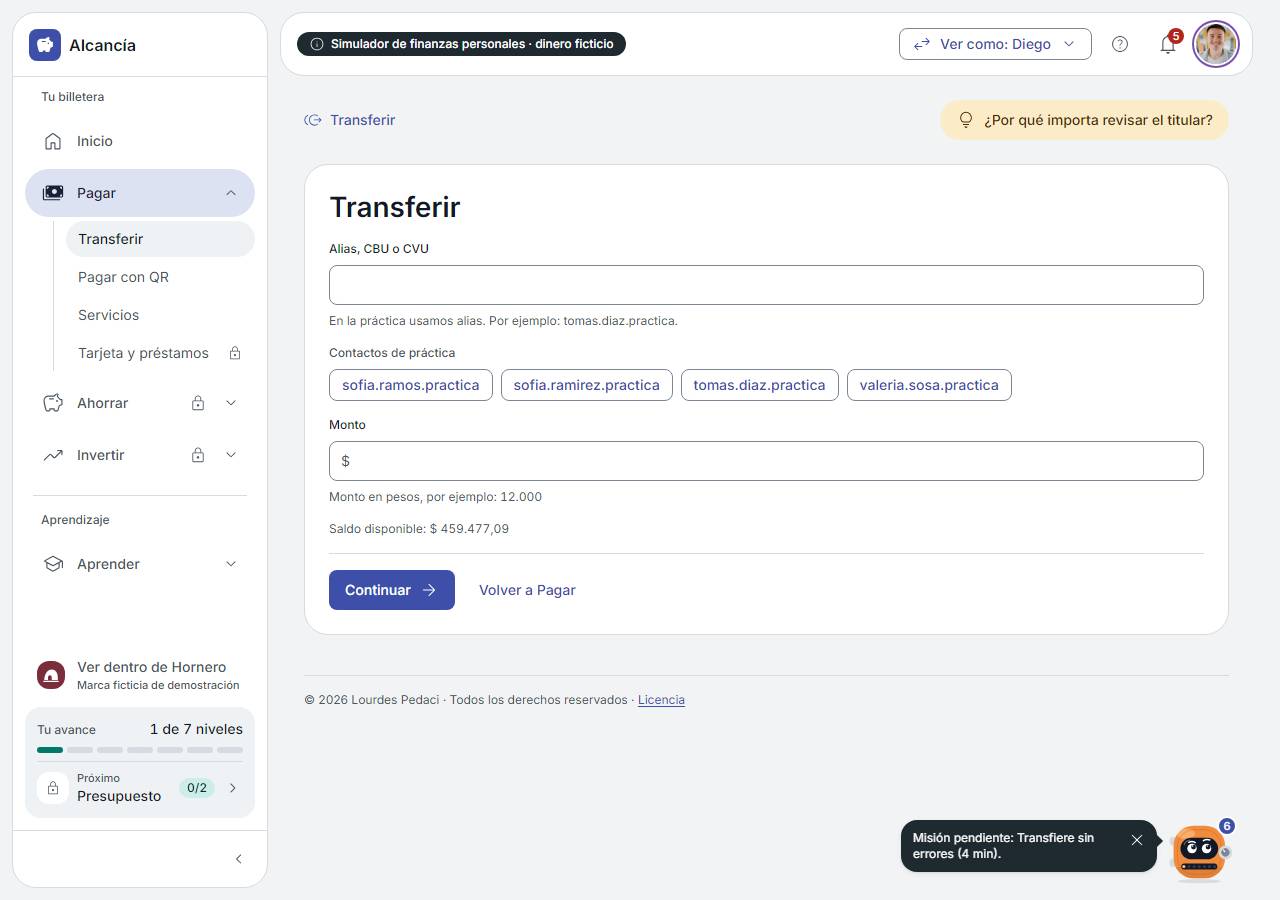 Alcancía
Simulador de finanzas personales · dinero ficticio
Ver como: Diego
5
Tu billetera
Inicio
Pagar
Transferir
Pagar con QR
Servicios
Tarjeta y préstamos
Ahorrar
Invertir
Aprendizaje
Aprender
Ver dentro de Hornero
Marca ficticia de demostración
Tu avance
1 de 7 niveles
Próximo
Presupuesto
0/2
Transferir
¿Por qué importa revisar el titular?
Transferir
Alias, CBU o CVU
En la práctica usamos alias. Por ejemplo: tomas.diaz.practica.
Contactos de práctica
sofia.ramos.practica
sofia.ramirez.practica
tomas.diaz.practica
valeria.sosa.practica
Monto
$
Monto en pesos, por ejemplo: 12.000
Saldo disponible: $ 459.477,09
Continuar
Volver a Pagar
© 2026 Lourdes Pedaci · Todos los derechos reservados · Licencia
Misión pendiente: Transfiere sin
errores (4 min).
6